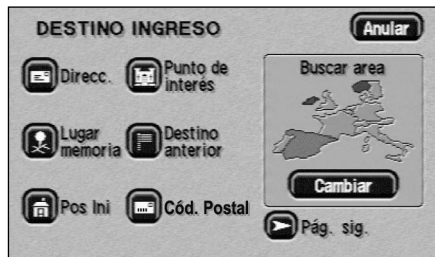 DESTINO INGRESO
Anular
Direcc.
Punto de
interés
Buscar area
Lugar
memoria
Destino
anterior
Cambiar
Pos Ini
Cód. Postal
Pág. sig.